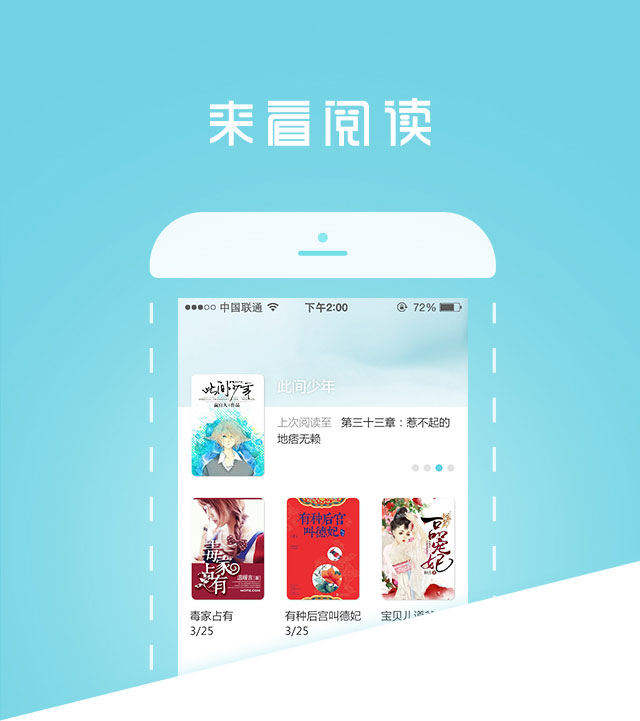 来看阅读
中国联通
下午2:00
72%
此间少年
此间少年
上次阅读至 第三十三章：惹不起的
地痞无赖
毒家占有
有种后宫
叫德妃
毒家占有
3/25
有种后宫叫德妃
3/25
宝贝儿